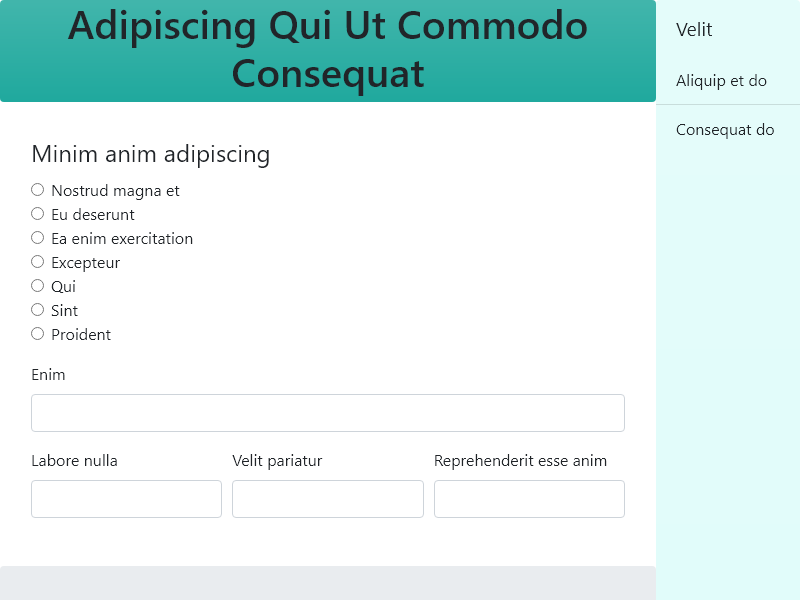 Adipiscing Qui Ut Commodo
Consequat
Minim anim adipiscing
Nostrud magna et
Eu deserunt
Ea enim exercitation
Excepteur
Qui
Sint
Proident
Enim
Labore nulla
Velit pariatur
Reprehenderit esse anim
Velit
Aliquip et do
Consequat do